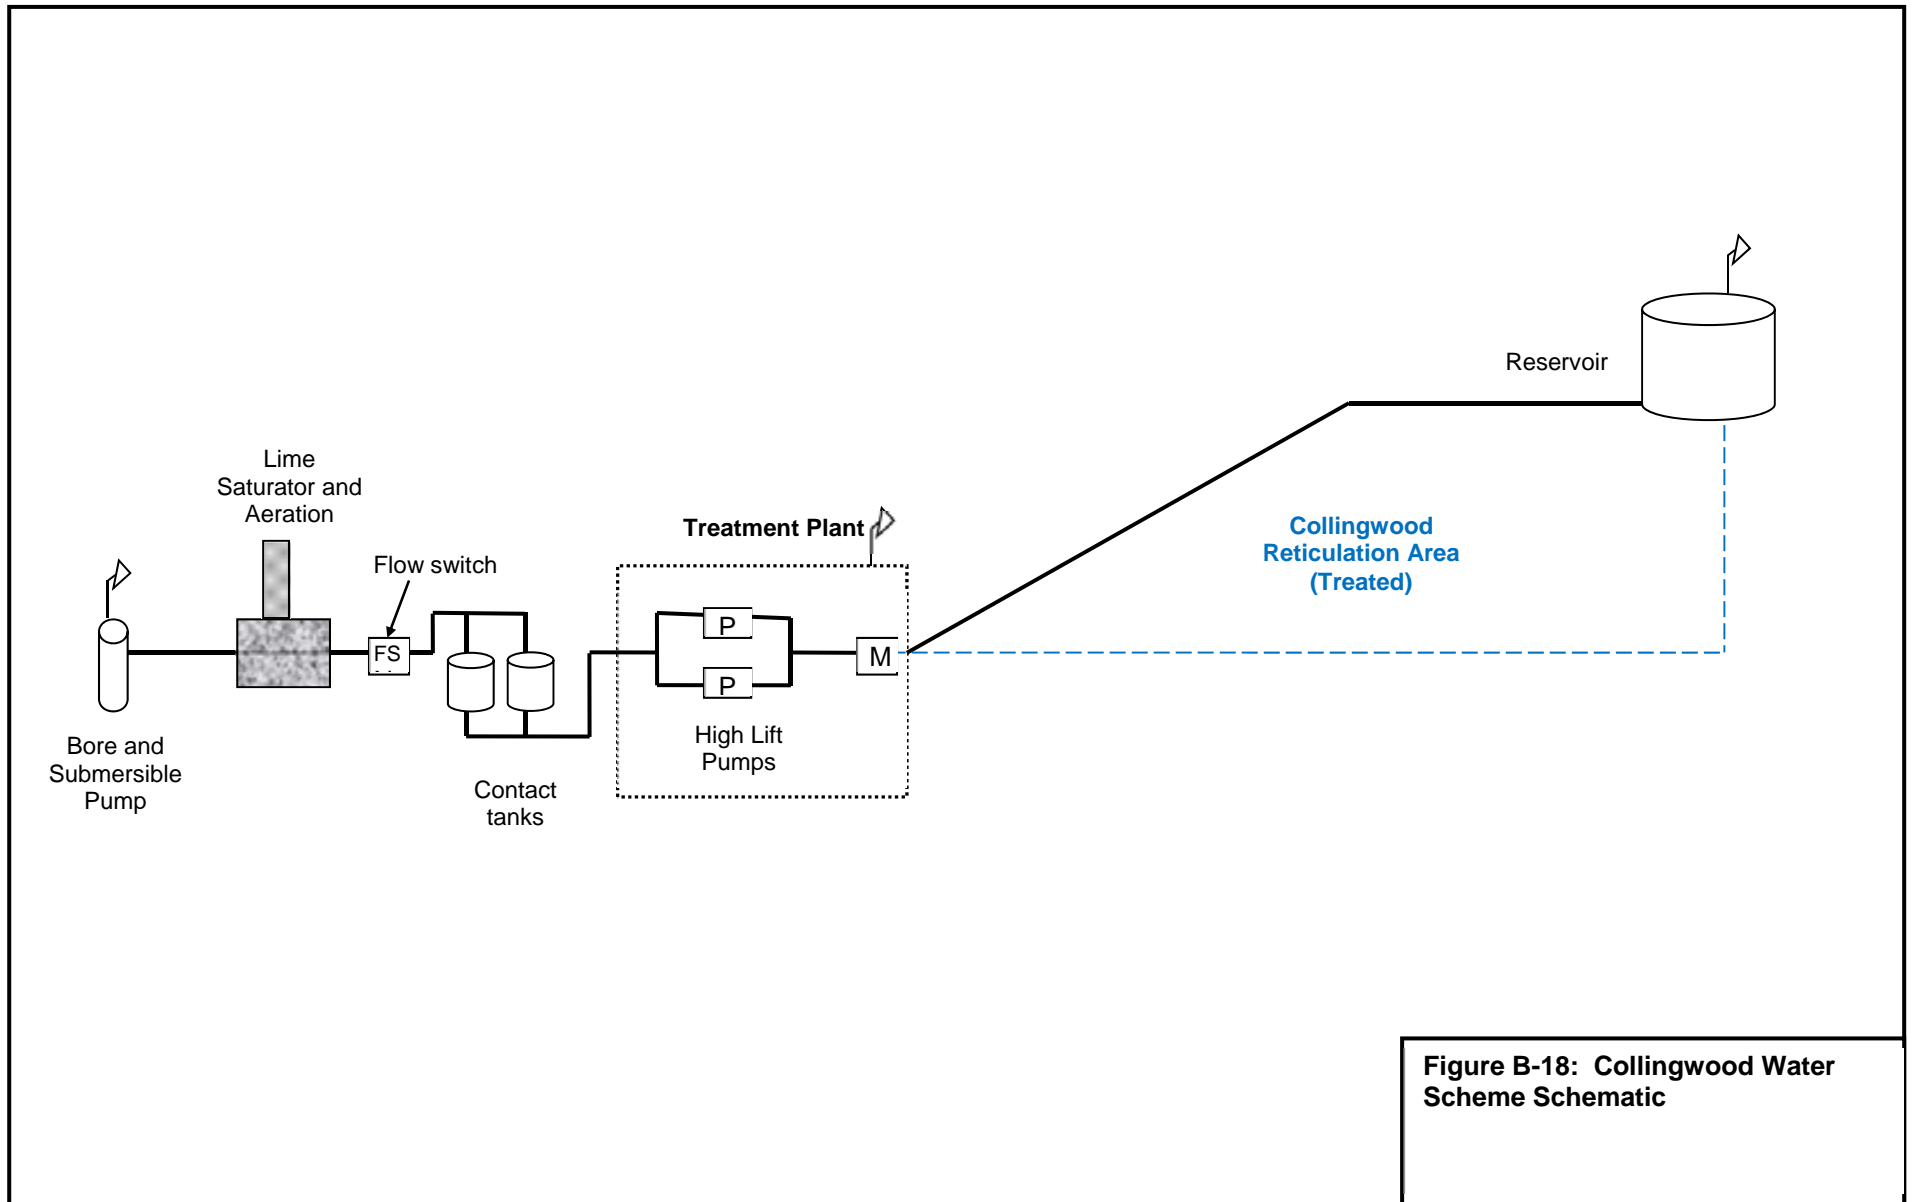 Reservoir
Lime
Saturator and
Aeration
Treatment Plant
Collingwood
Reticulation Area
(Treated)
Flow switch
P
FS
M
P
Bore and
Submersible
Pump
High Lift
Pumps
Contact
tanks
Figure B-18: Collingwood Water
Scheme Schematic